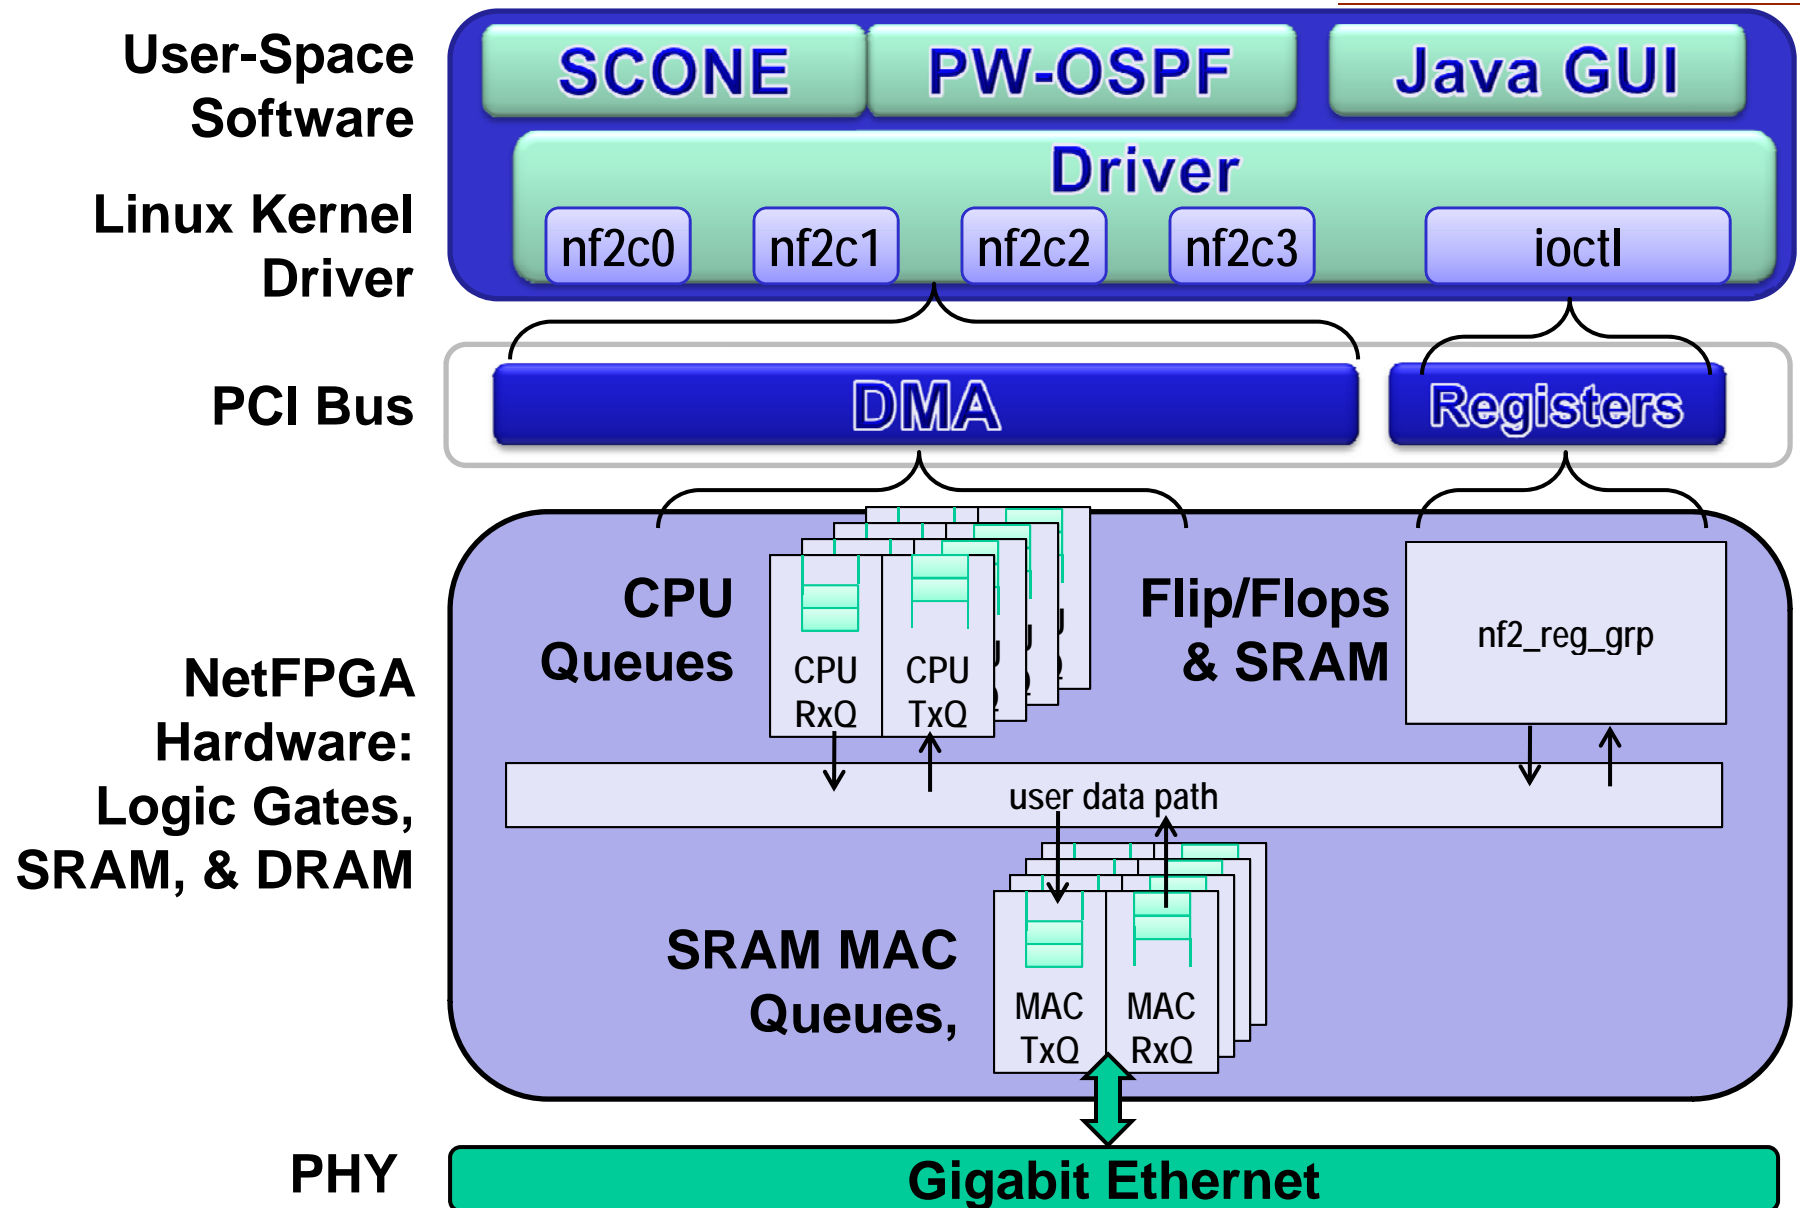 User-Space
Software
SCONE
PW-OSPF
Java GUI
Linux Kernel
Driver
Driver
nf2c0
nf2c1
nf2c2
nf2c3
ioctl
PCI Bus
DMA
Registers
NetFPGA
Hardware:
Logic Gates,
SRAM, & DRAM
CPU
Queues
CPU
RxQ
CPU
TxQ
Flip/Flops
& SRAM
nf2_reg_grp
user data path
SRAM MAC
Queues,
MAC
TxQ
MAC
RxQ
PHY
Gigabit Ethernet